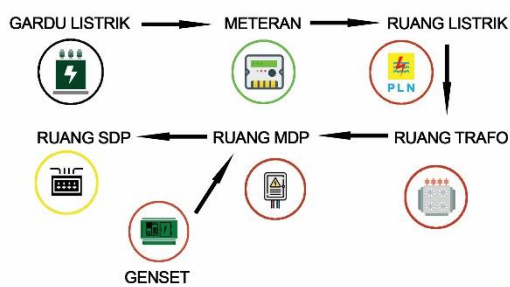 GARDU LISTRIK
METERAN
RUANG LISTRIK
PLN
RUANG SDP
RUANG MDP
RUANG TRAFO
GENSET